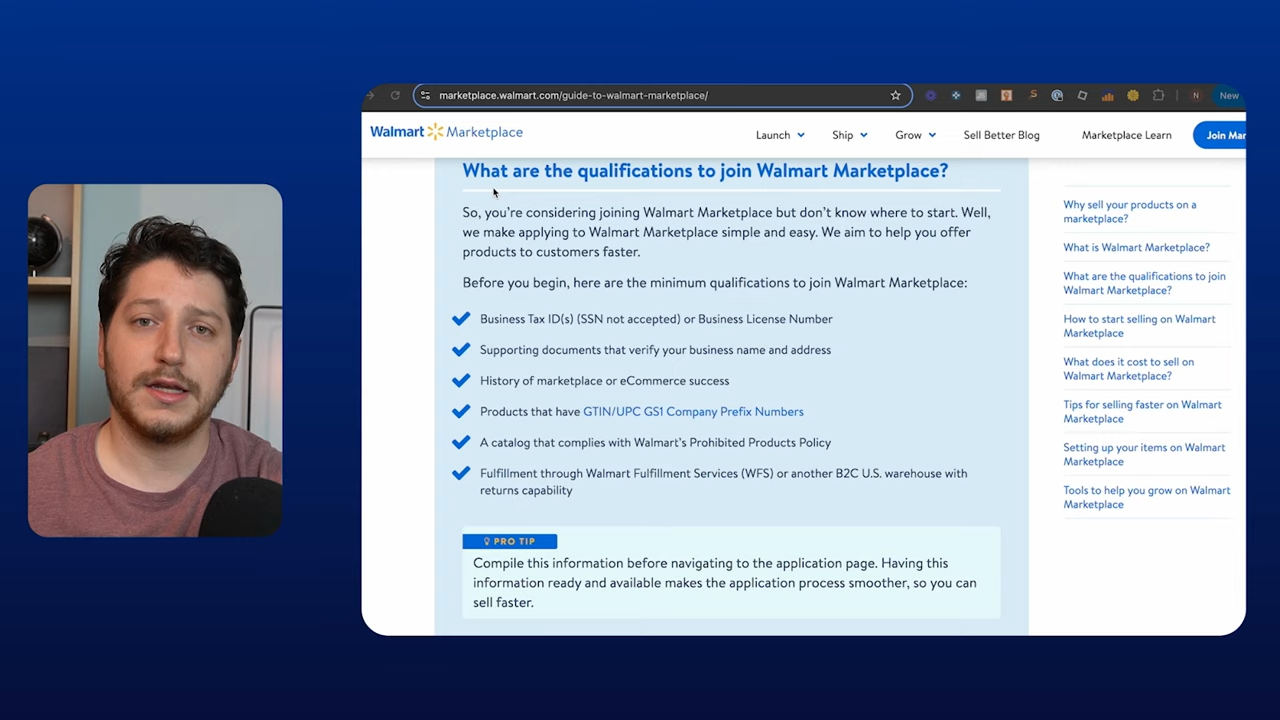 marketplace.walmart.com/guide-to-walmart-marketplace/
N
New
Walmart Marketplace
Launch
Ship
Grow
Sell Better Blog
Marketplace Learn
Join Mar
What are the qualifications to join Walmart Marketplace?
So, you’re considering joining Walmart Marketplace but don’t know where to start. Well,
we make applying to Walmart Marketplace simple and easy. We aim to help you offer
products to customers faster.
Before you begin, here are the minimum qualifications to join Walmart Marketplace:
Business Tax ID(s) (SSN not accepted) or Business License Number
Supporting documents that verify your business name and address
History of marketplace or eCommerce success
Products that have GTIN/UPC GS1 Company Prefix Numbers
A catalog that complies with Walmart’s Prohibited Products Policy
Fulfillment through Walmart Fulfillment Services (WFS) or another B2C U.S. warehouse with
returns capability
PRO TIP
Compile this information before navigating to the application page. Having this
information ready and available makes the application process smoother, so you can
sell faster.
Why sell your products on a
marketplace?
What is Walmart Marketplace?
What are the qualifications to join
Walmart Marketplace?
How to start selling on Walmart
Marketplace
What does it cost to sell on
Walmart Marketplace?
Tips for selling faster on Walmart
Marketplace
Setting up your items on Walmart
Marketplace
Tools to help you grow on Walmart
Marketplace